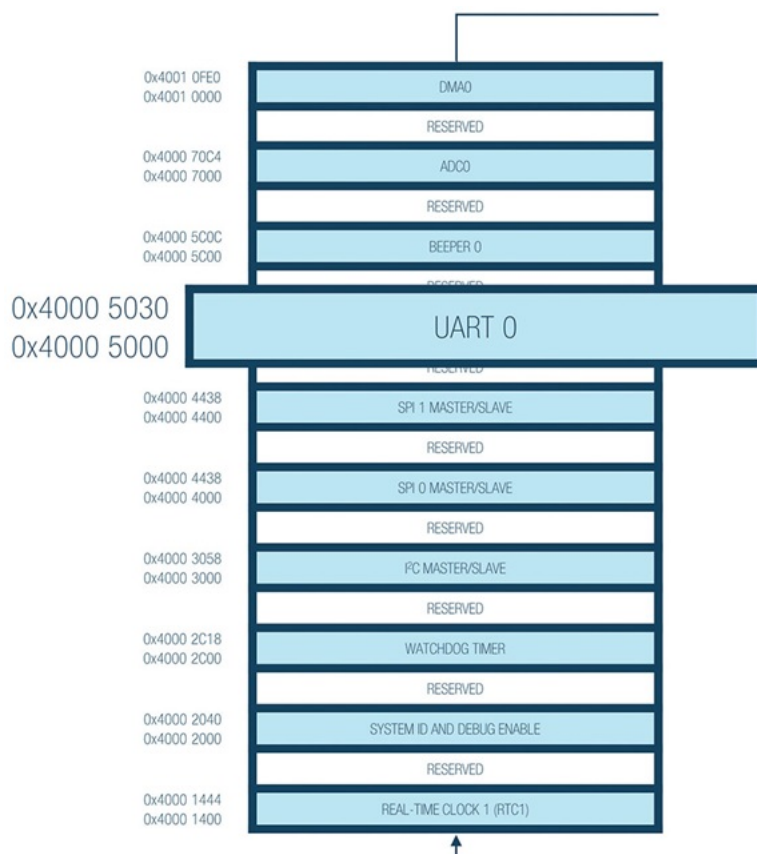 0x4001 0FE0
0x4001 0000
DMA0
RESERVED
0x4000 70C4
0x4000 7000
ADC0
RESERVED
0x4000 5C0C
0x4000 5C00
BEEPER 0
RESERVED
0x4000 5030
0x4000 5000
UART 0
RESERVED
0x4000 4438
0x4000 4400
SPI 1 MASTER/SLAVE
RESERVED
0x4000 4438
0x4000 4000
SPI 0 MASTER/SLAVE
RESERVED
0x4000 3058
0x4000 3000
I²C MASTER/SLAVE
RESERVED
0x4000 2C18
0x4000 2C00
WATCHDOG TIMER
RESERVED
0x4000 2040
0x4000 2000
SYSTEM ID AND DEBUG ENABLE
RESERVED
0x4000 1444
0x4000 1400
REAL-TIME CLOCK 1 (RTC1)